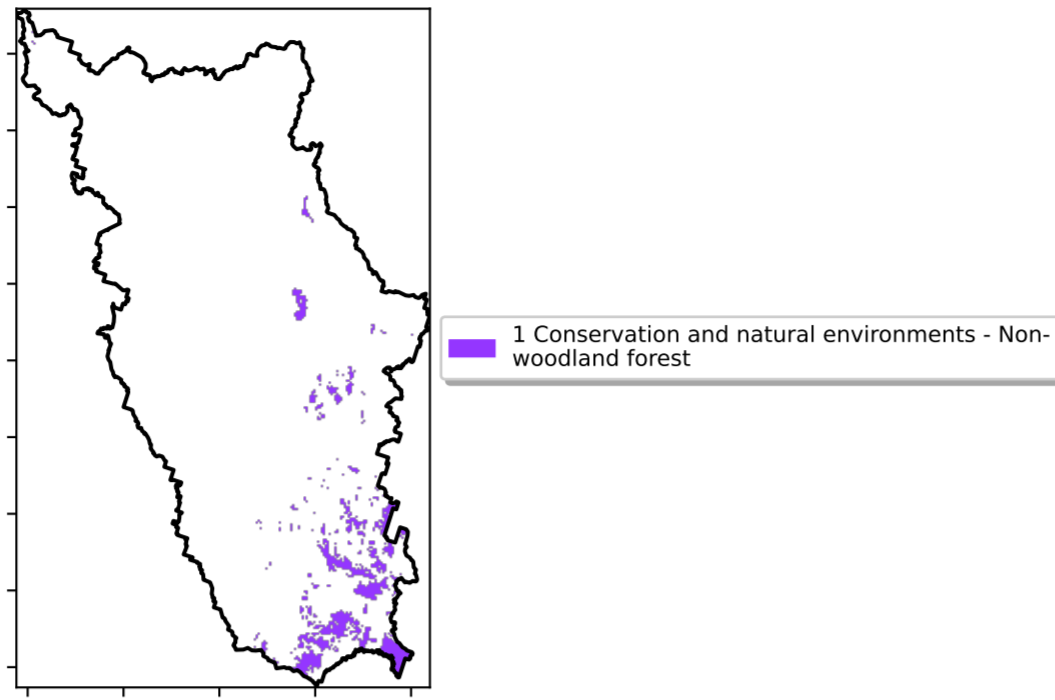 1 Conservation and natural environments - Non-
woodland forest